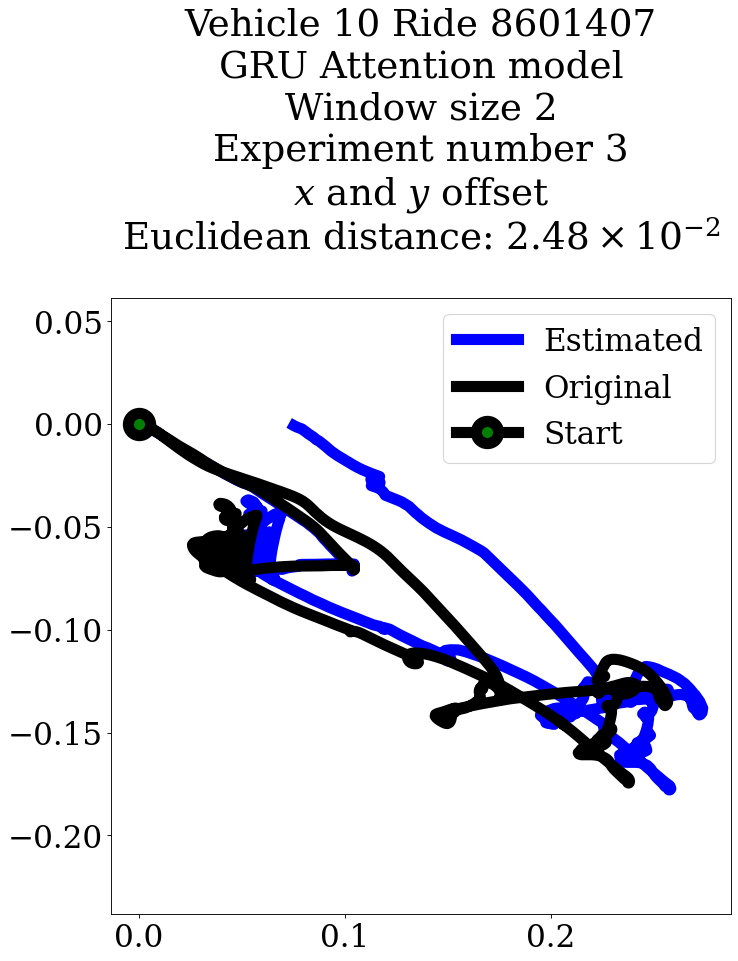 Vehicle 10 Ride 8601407
GRU Attention model
Window size 2
Experiment number 3
x and y offset
Euclidean distance: 2.48 × 10⁻²
Estimated
Original
Start
0.05
0.00
−0.05
−0.10
−0.15
−0.20
0.0 0.1 0.2